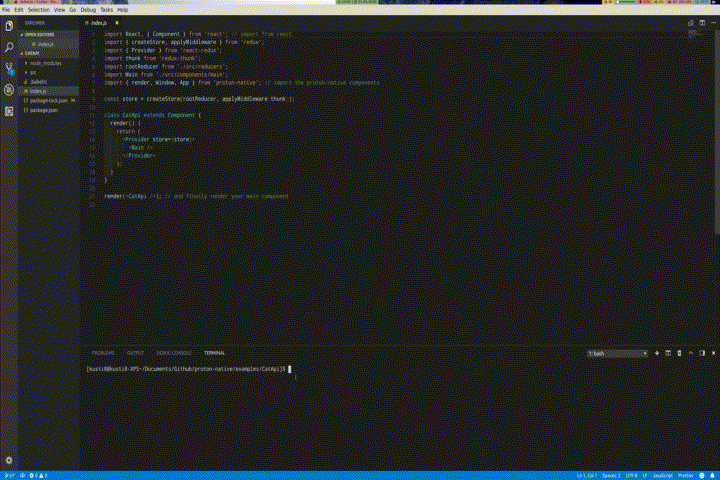 File Edit Selection View Go Debug Tasks Help
EXPLORER
OPEN EDITORS
index.js
CATAPI
node_modules
src
.babelrc
index.js
package-lock.json M
package.json
index.js
import React, { Component } from 'react'; // import from react
import { createStore, applyMiddleware } from 'redux';
import { Provider } from 'react-redux';
import thunk from 'redux-thunk';
import rootReducer from './src/reducers';
import Main from './src/components/main';
import { render, Window, App } from 'proton-native'; // import the proton-native components
const store = createStore(rootReducer, applyMiddleware(thunk));
class CatApi extends Component {
render() {
return (
<Provider store={store}>
<Main />
</Provider>
);
}
}
render(<CatApi />); // and finally render your main component
PROBLEMS OUTPUT DEBUG CONSOLE TERMINAL
1: bash
[kusti8@kusti8-XPS~/Documents/Github/proton-native/examples/CatApi]$
0 0
Ln 1, Col 1 Spaces: 2 UTF-8 LF JavaScript Prettier